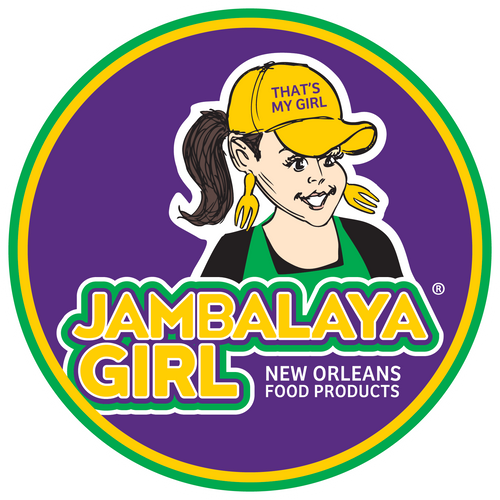 THAT'S
MY GIRL
JAMBALAYA®
GIRL
NEW ORLEANS
FOOD PRODUCTS